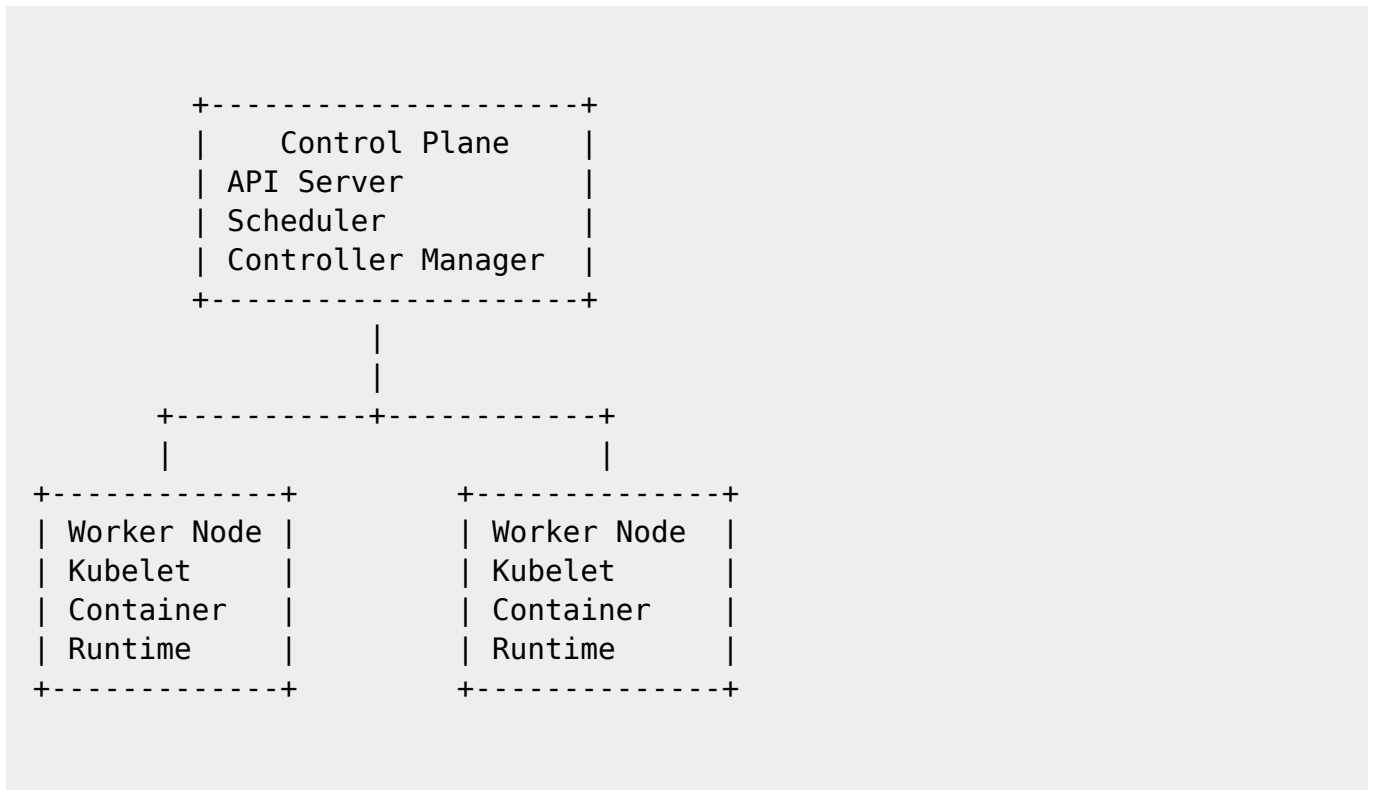 Control Plane
API Server
Scheduler
Controller Manager
Worker Node
Kubelet
Container
Runtime
Worker Node
Kubelet
Container
Runtime